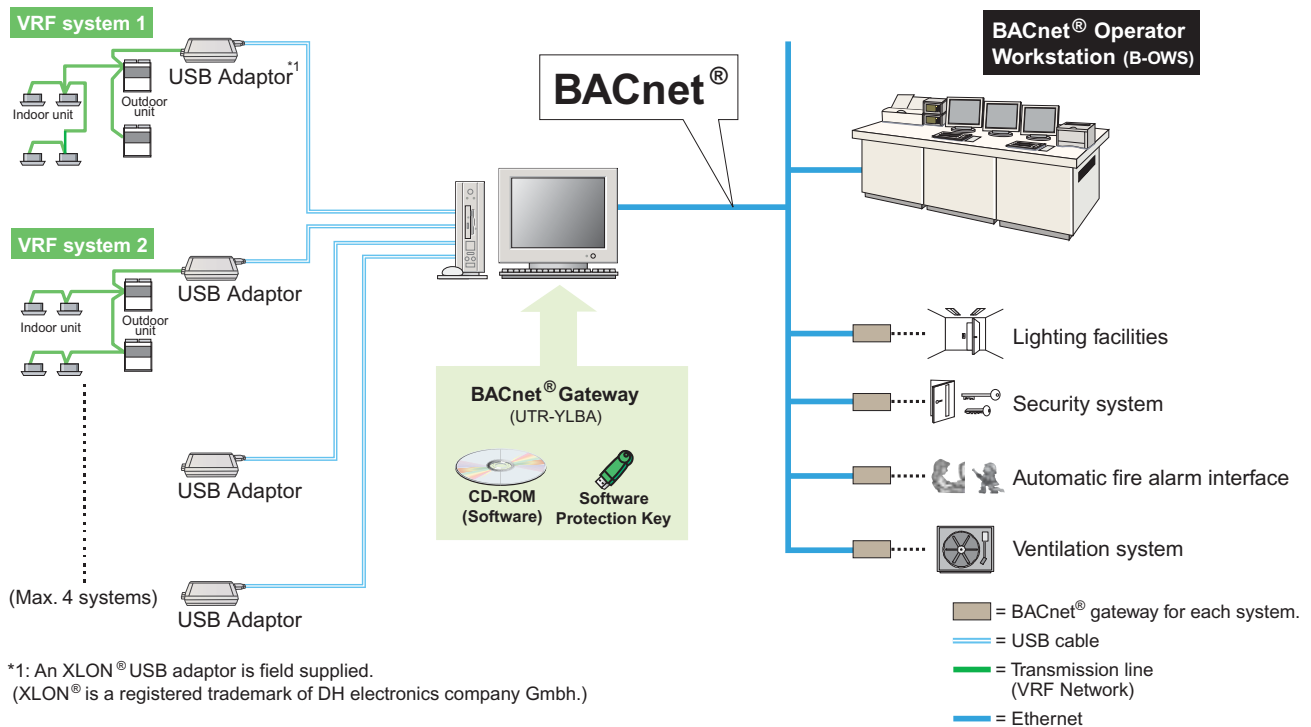 VRF system 1
USB Adaptor*1
Indoor unit
Outdoor
unit
VRF system 2
USB Adaptor
Indoor unit
Outdoor
unit
USB Adaptor
(Max. 4 systems)
USB Adaptor
*1: An XLON® USB adaptor is field supplied.
(XLON® is a registered trademark of DH electronics company Gmbh.)
BACnet®
BACnet® Gateway
(UTR-YLBA)
CD-ROM
(Software)
Software
Protection Key
BACnet® Operator
Workstation (B-OWS)
Lighting facilities
Security system
Automatic fire alarm interface
Ventilation system
= BACnet® gateway for each system.
= USB cable
= Transmission line
(VRF Network)
= Ethernet